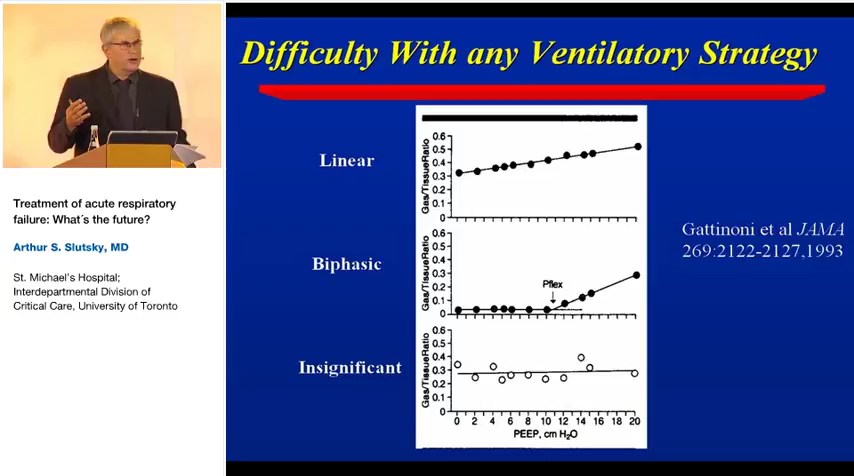 Difficulty With any Ventilatory Strategy
Treatment of acute respiratory
failure: What´s the future?
Arthur S. Slutsky, MD
St. Michael's Hospital;
Interdepartmental Division of
Critical Care, University of Toronto
Linear
Gas/TissueRatio
0.6
0.5
0.4
0.3
0.2
0.1
0
Biphasic
Gas/TissueRatio
0.6
0.5
0.4
0.3
0.2
0.1
0
Pflex
Insignificant
Gas/TissueRatio
0.6
0.5
0.4
0.3
0.2
0.1
0
0 2 4 6 8 10 12 14 16 18 20
PEEP, cm H₂O
Gattinoni et al JAMA
269:2122-2127,1993